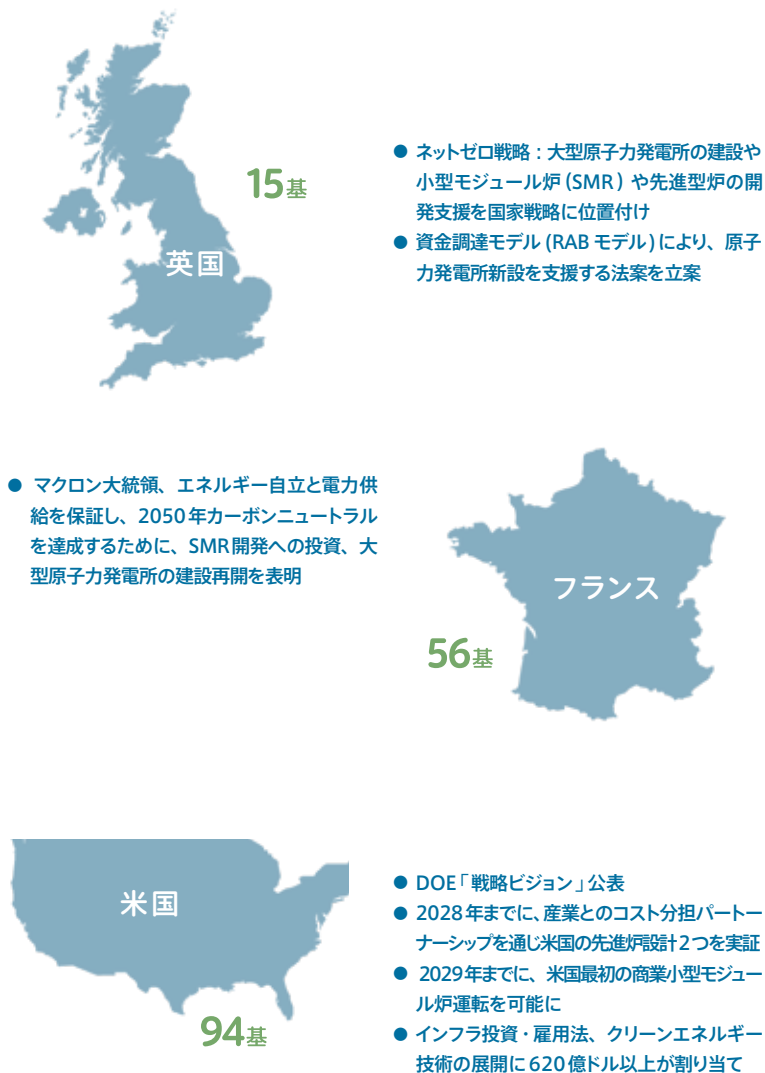 15基
英国
● ネットゼロ戦略：大型原子力発電所の建設や
小型モジュール炉（SMR）や先進型炉の開
発支援を国家戦略に位置付け
● 資金調達モデル（RABモデル）により、原子
力発電所新設を支援する法案を立案
● マクロン大統領、エネルギー自立と電力供
給を保証し、2050年カーボンニュートラル
を達成するために、SMR開発への投資、大
型原子力発電所の建設再開を表明
フランス
56基
米国
94基
● DOE「戦略ビジョン」公表
● 2028年までに、産業とのコスト分担パートー
ナーシップを通じ米国の先進炉設計2つを実証
● 2029年までに、米国最初の商業小型モジュー
ル炉運転を可能に
● インフラ投資・雇用法、クリーンエネルギー
技術の展開に620億ドル以上が割り当て